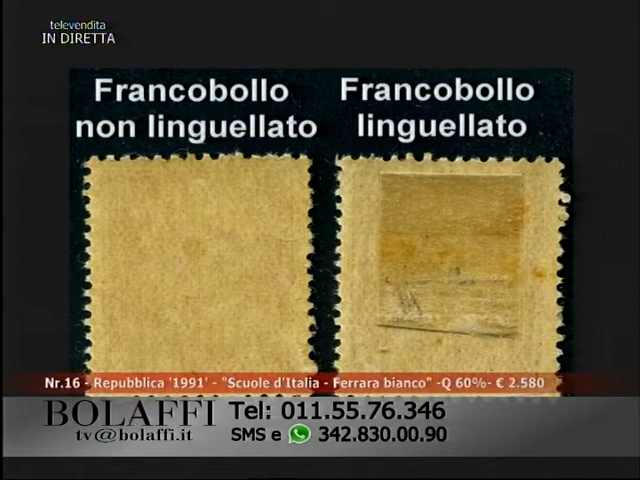 televendita
IN DIRETTA
Francobollo
non linguellato
Francobollo
linguellato
Nr.16 - Repubblica '1991' - "Scuole d'Italia - Ferrara bianco" -Q 60%- € 2.580
BOLAFFI
tv@bolaffi.it
Tel: 011.55.76.346
SMS e 342.830.00.90